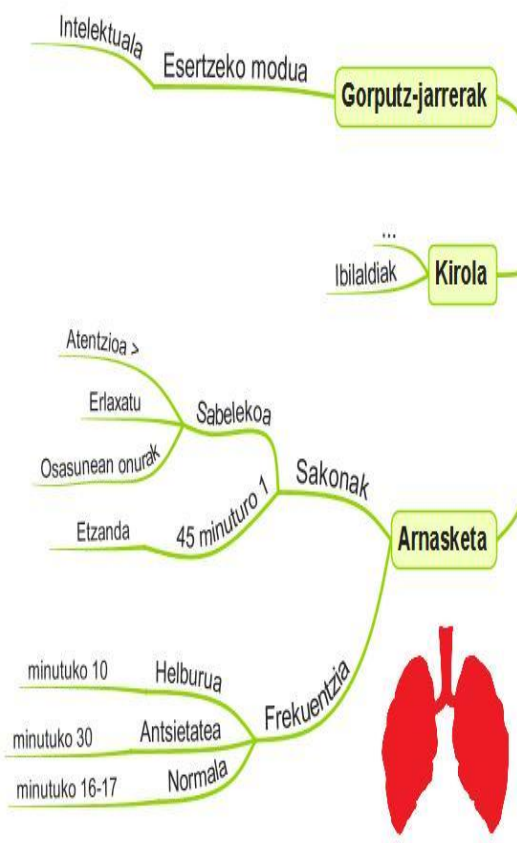 Intelektuala
Esertzeko modua
Gorputz-jarrerak
...
Ibilaldiak
Kirola
Atentzioa >
Erlaxatu
Osasunean onurak
Sabelekoa
Etzanda
45 minuturo 1
Sakonak
Arnasketa
minutuko 10
Helburua
minutuko 30
Antsietatea
minutuko 16-17
Normala
Frekuentzia